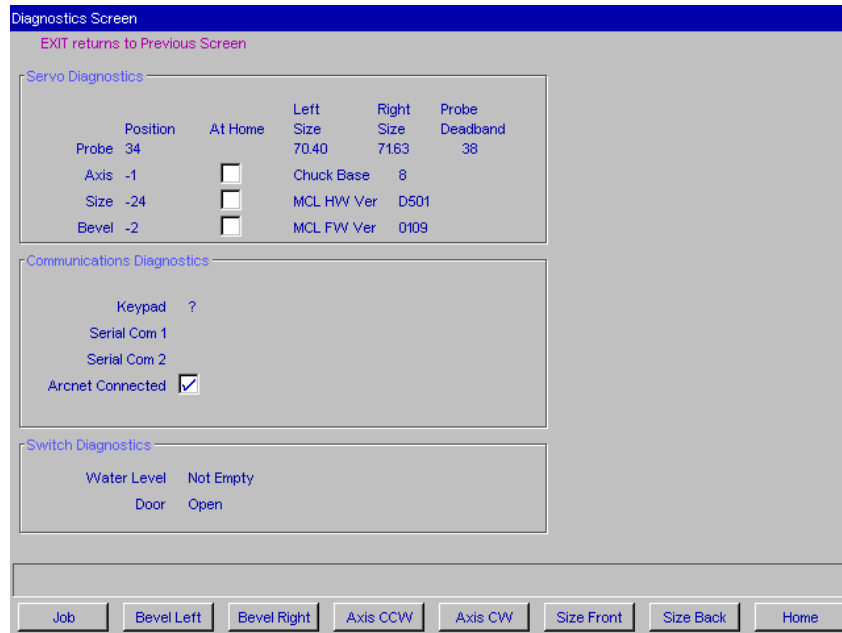 Diagnostics Screen
EXIT returns to Previous Screen
Servo Diagnostics
Left Right Probe
Position At Home Size Size Deadband
Probe 34 70.40 71.63 38
Axis -1 Chuck Base 8
Size -24 MCL HW Ver D501
Bevel -2 MCL FW Ver 0109
Communications Diagnostics
Keypad ?
Serial Com 1
Serial Com 2
Arcnet Connected
Switch Diagnostics
Water Level Not Empty
Door Open
Job Bevel Left Bevel Right Axis CCW Axis CW Size Front Size Back Home